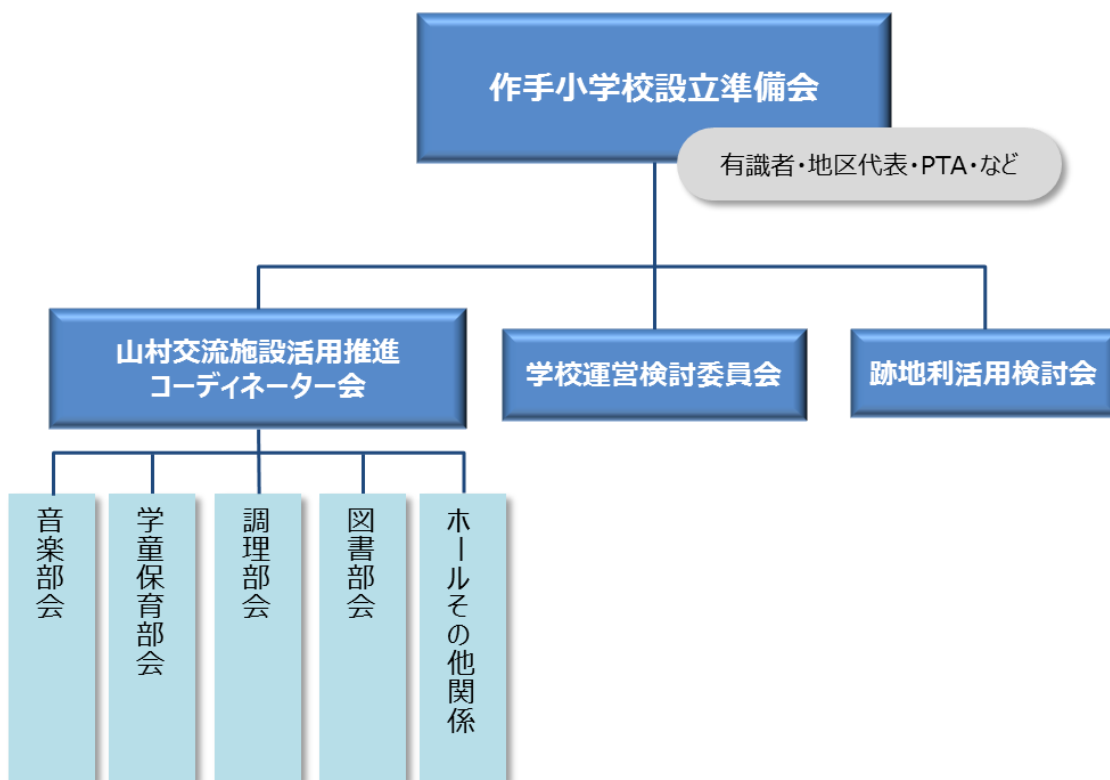 作手小学校設立準備会
有識者・地区代表・PTA・など
山村交流施設活用推進
コーディネーター会
学校運営検討委員会
跡地利活用検討会
音楽部会
学童保育部会
調理部会
図書部会
ホールその他関係